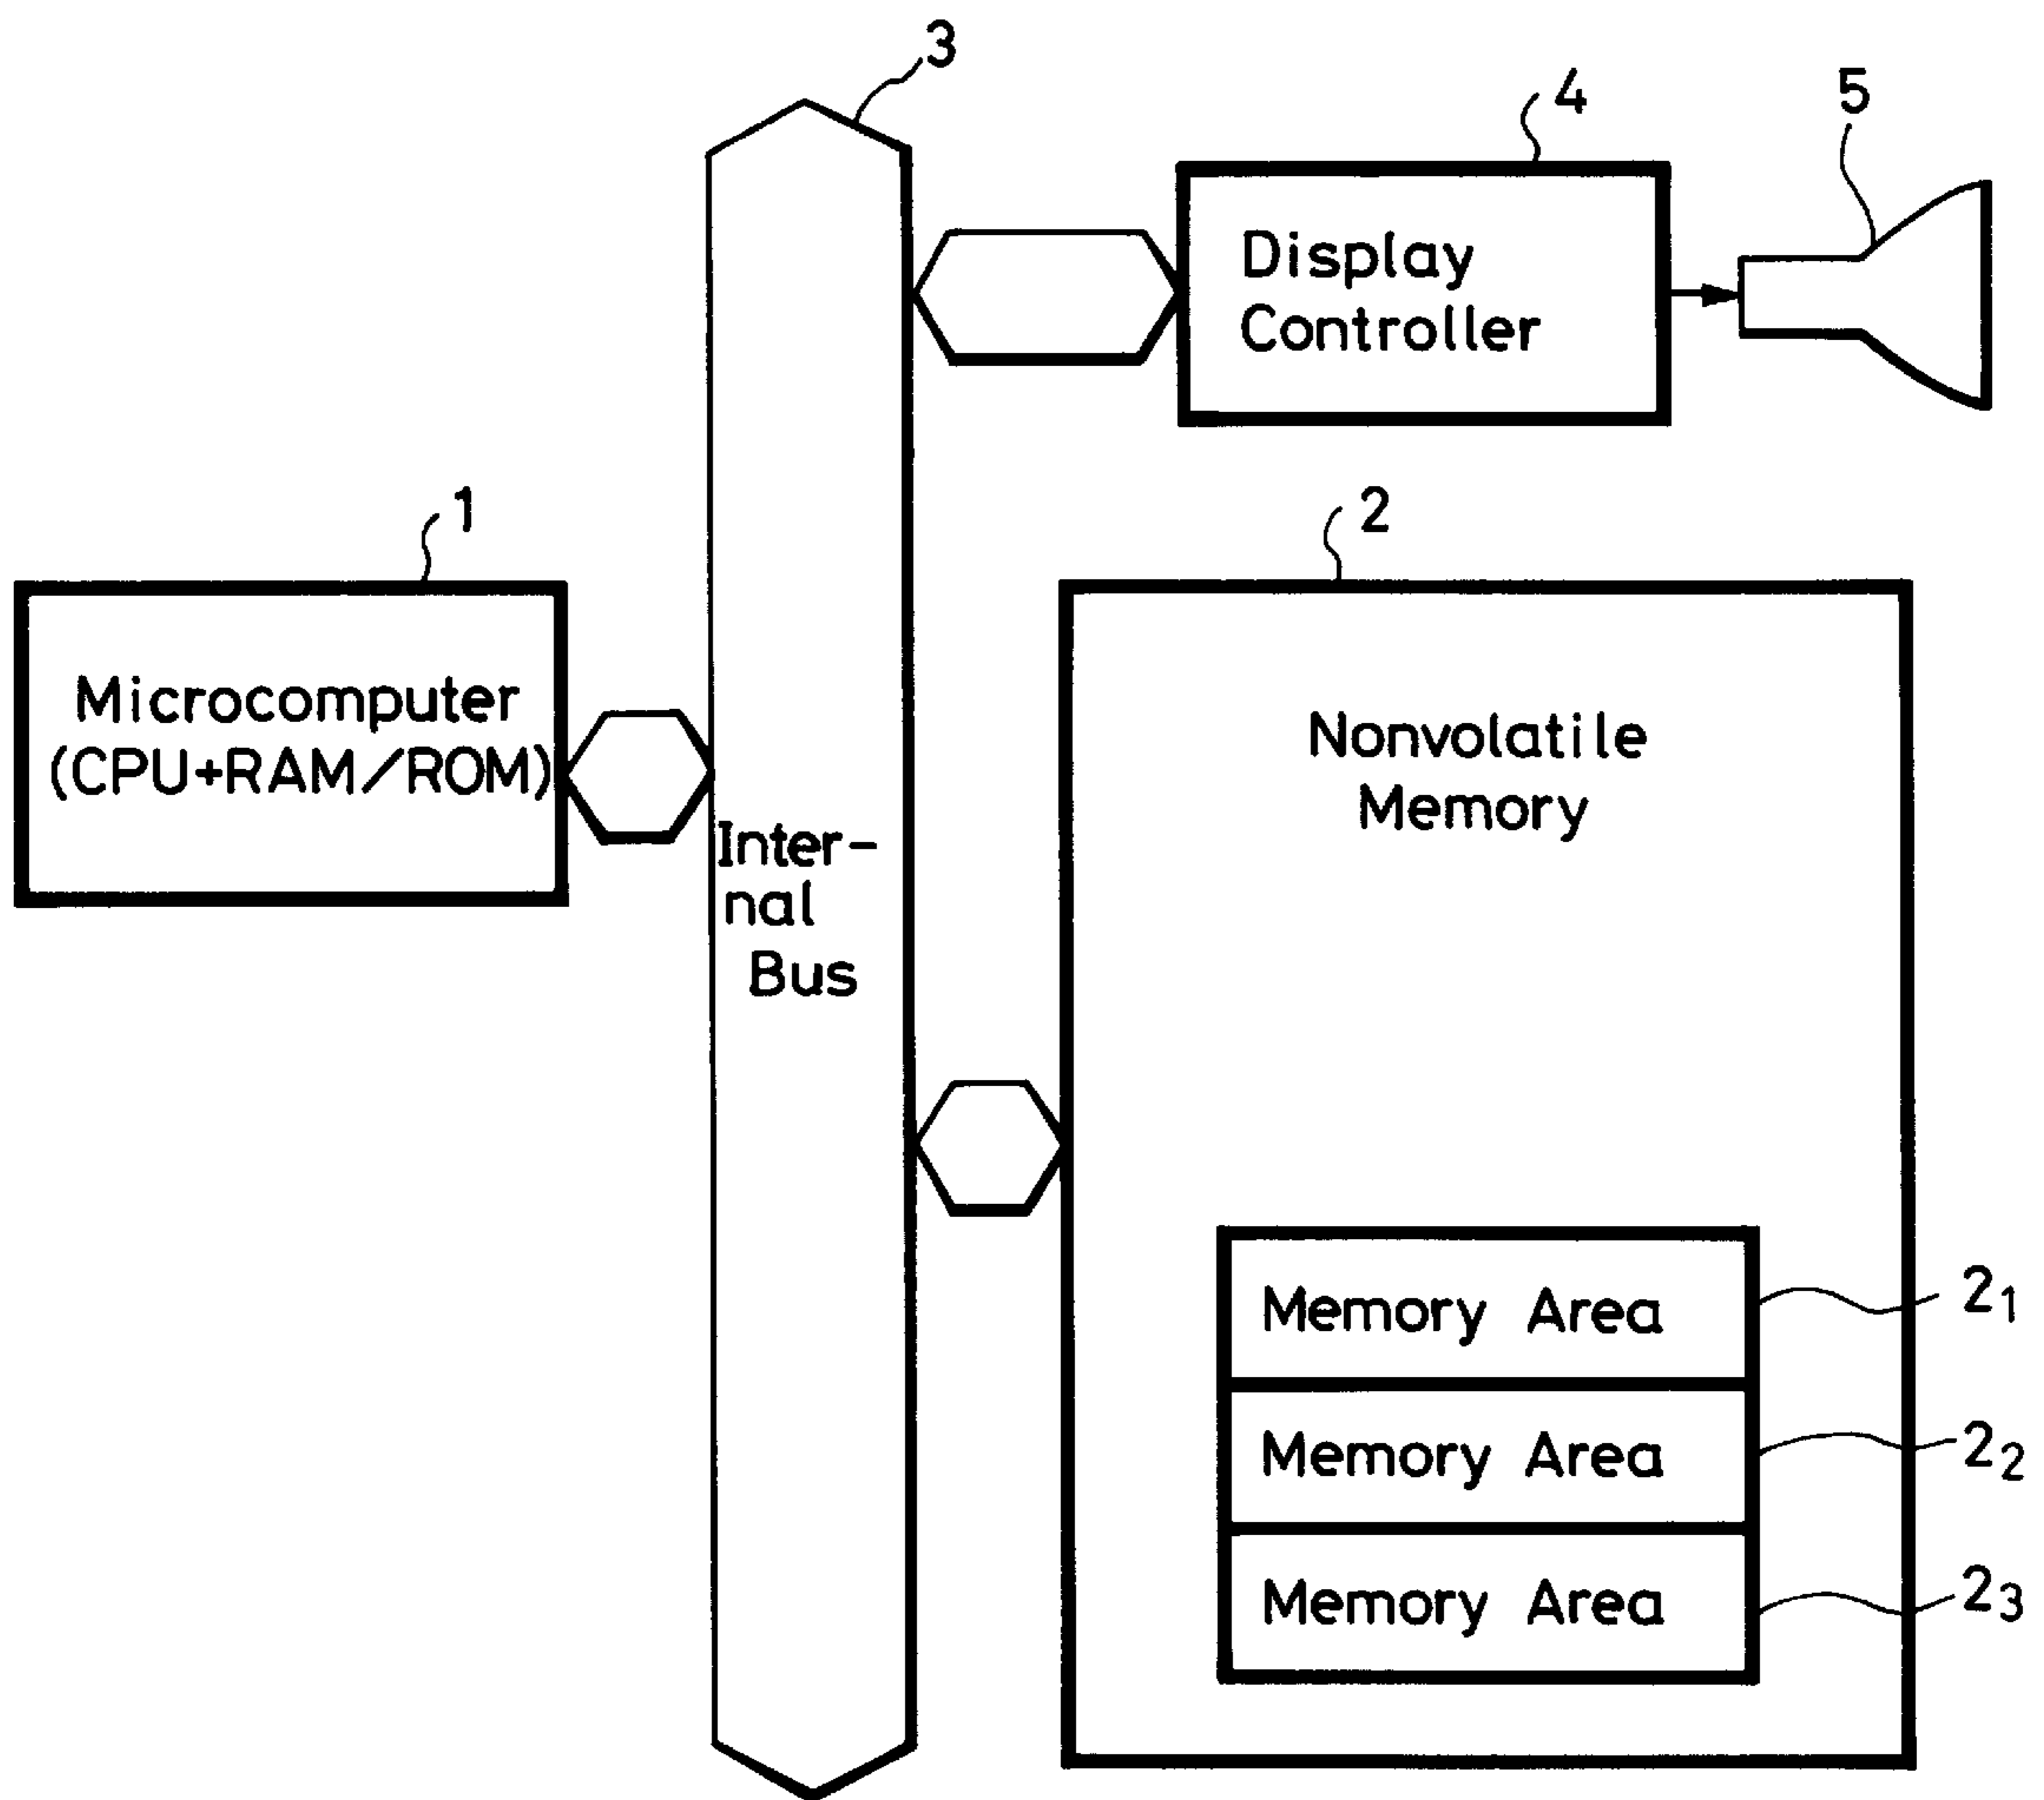 3
4
5
Display
Controller
1
2
Microcomputer
(CPU+RAM/ROM)
Nonvolatile
Memory
Inter-
nal
Bus
Memory Area
2₁
Memory Area
2₂
Memory Area
2₃